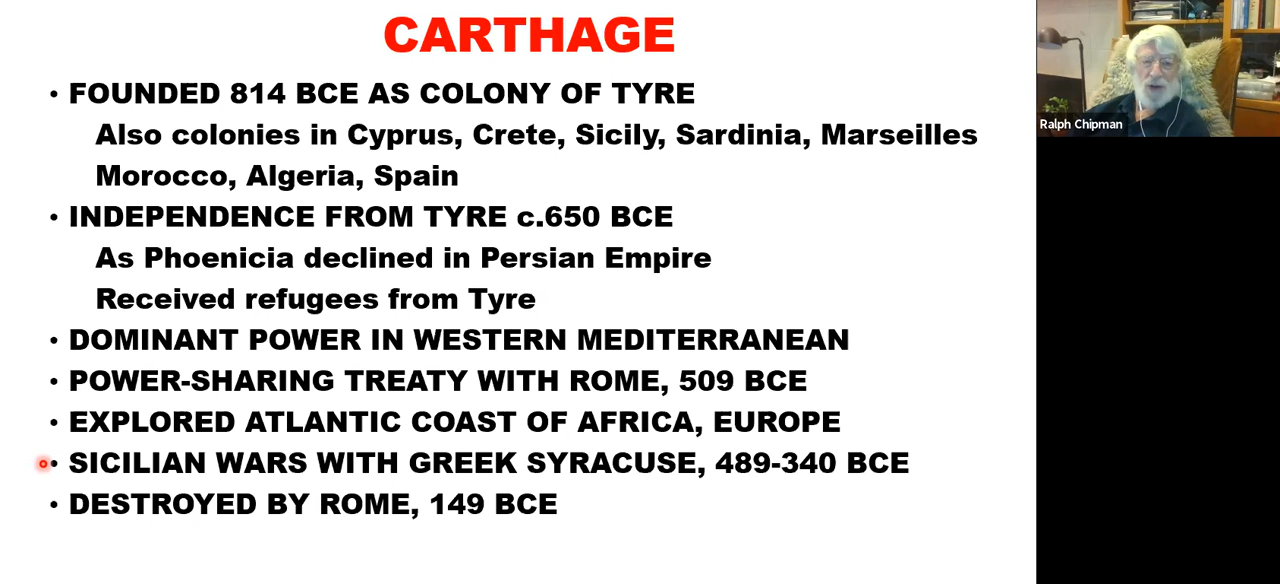 CARTHAGE
• FOUNDED 814 BCE AS COLONY OF TYRE
Also colonies in Cyprus, Crete, Sicily, Sardinia, Marseilles
Morocco, Algeria, Spain
• INDEPENDENCE FROM TYRE c.650 BCE
As Phoenicia declined in Persian Empire
Received refugees from Tyre
• DOMINANT POWER IN WESTERN MEDITERRANEAN
• POWER-SHARING TREATY WITH ROME, 509 BCE
• EXPLORED ATLANTIC COAST OF AFRICA, EUROPE
• SICILIAN WARS WITH GREEK SYRACUSE, 489-340 BCE
• DESTROYED BY ROME, 149 BCE
Ralph Chipman